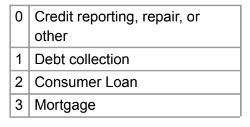 0 Credit reporting, repair, or
other
1 Debt collection
2 Consumer Loan
3 Mortgage